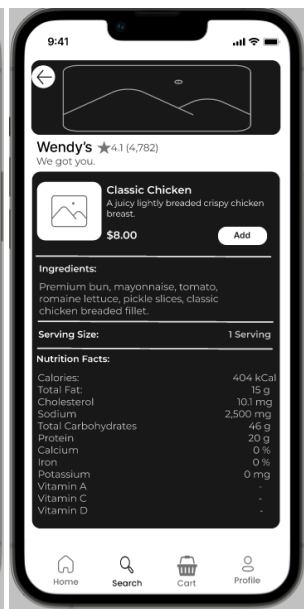 9:41
Wendy's ★4.1 (4,782)
We got you.
Classic Chicken
A juicy lightly breaded crispy chicken
breast.
$8.00 Add
Ingredients:
Premium bun, mayonnaise, tomato,
romaine lettuce, pickle slices, classic
chicken breaded fillet.
Serving Size: 1 Serving
Nutrition Facts:
Calories: 404 kCal
Total Fat: 15 g
Cholesterol 10.1 mg
Sodium 2,500 mg
Total Carbohydrates 46 g
Protein 20 g
Calcium 0 %
Iron 0 %
Potassium 0 mg
Vitamin A -
Vitamin C -
Vitamin D -
Home Search Cart Profile